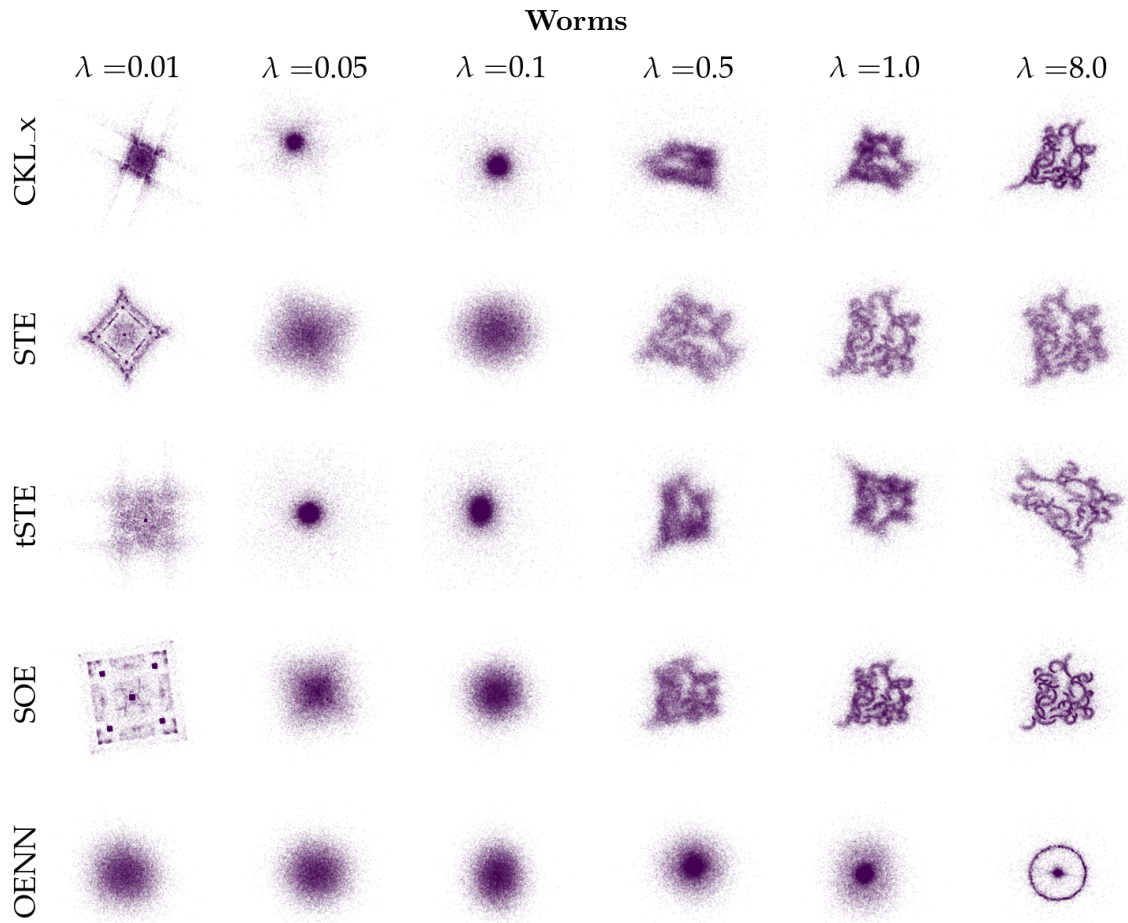 Worms
λ =0.01 λ =0.05 λ =0.1 λ =0.5 λ =1.0 λ =8.0
CKL_x
STE
tSTE
SOE
OENN